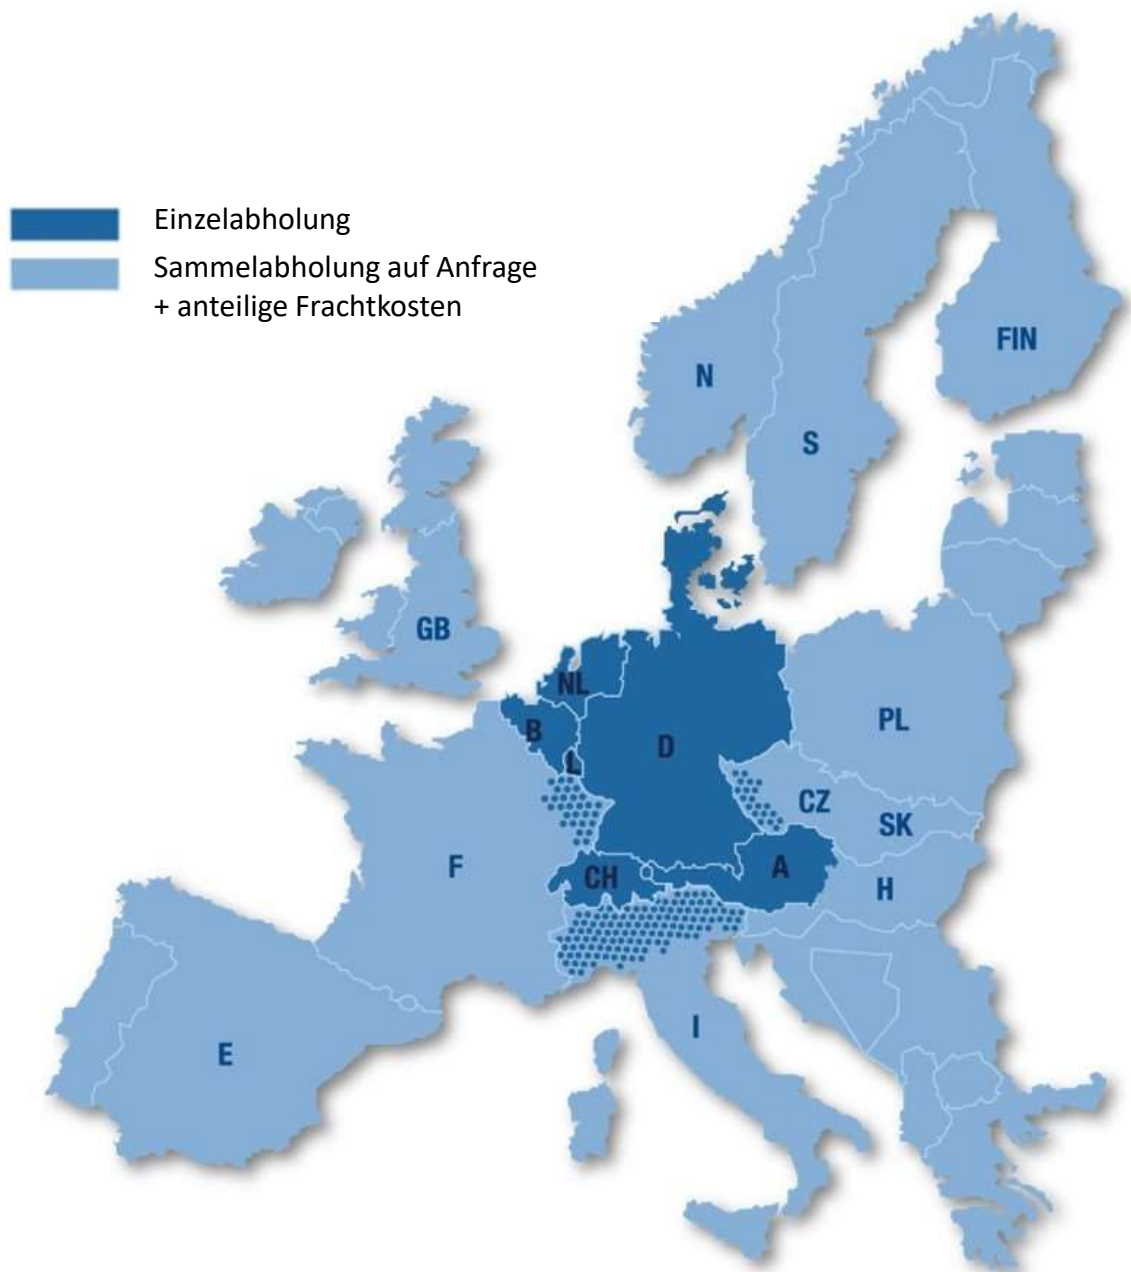 Einzelabholung
Sammelabholung auf Anfrage
+ anteilige Frachtkosten
FIN
N
S
GB
NL
B
PL
D
L
CZ
SK
F
CH
A
H
I
E